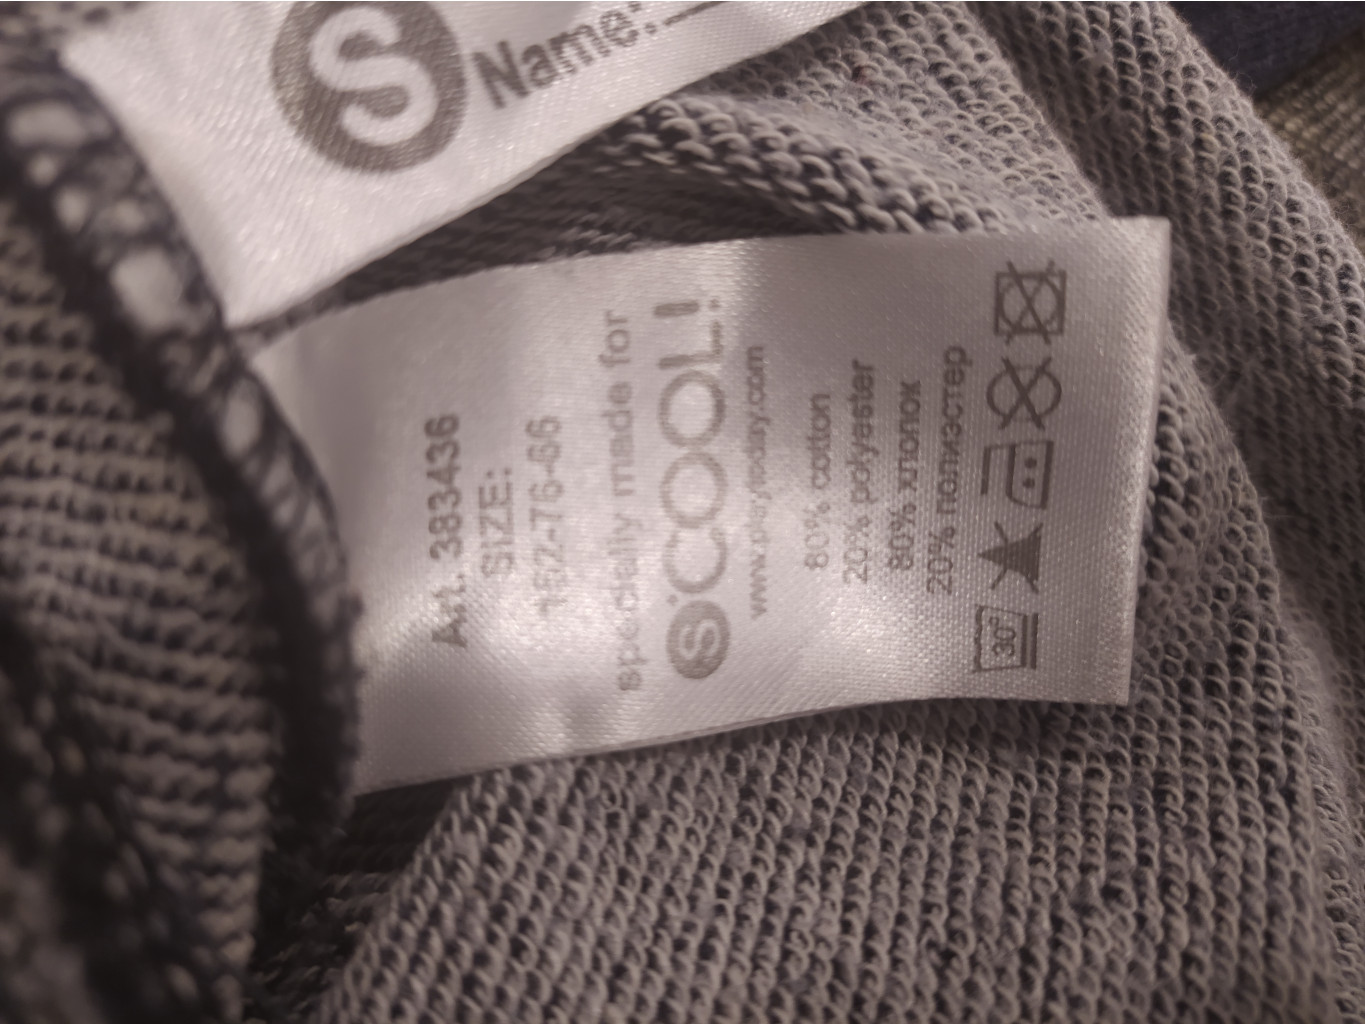 S Name:
Art. 383436
SIZE:
152-76-66
specially made for
S'COOL!
www.playtoday.com
80% cotton
20% polyester
80% хлопок
20% полиэстер
30°